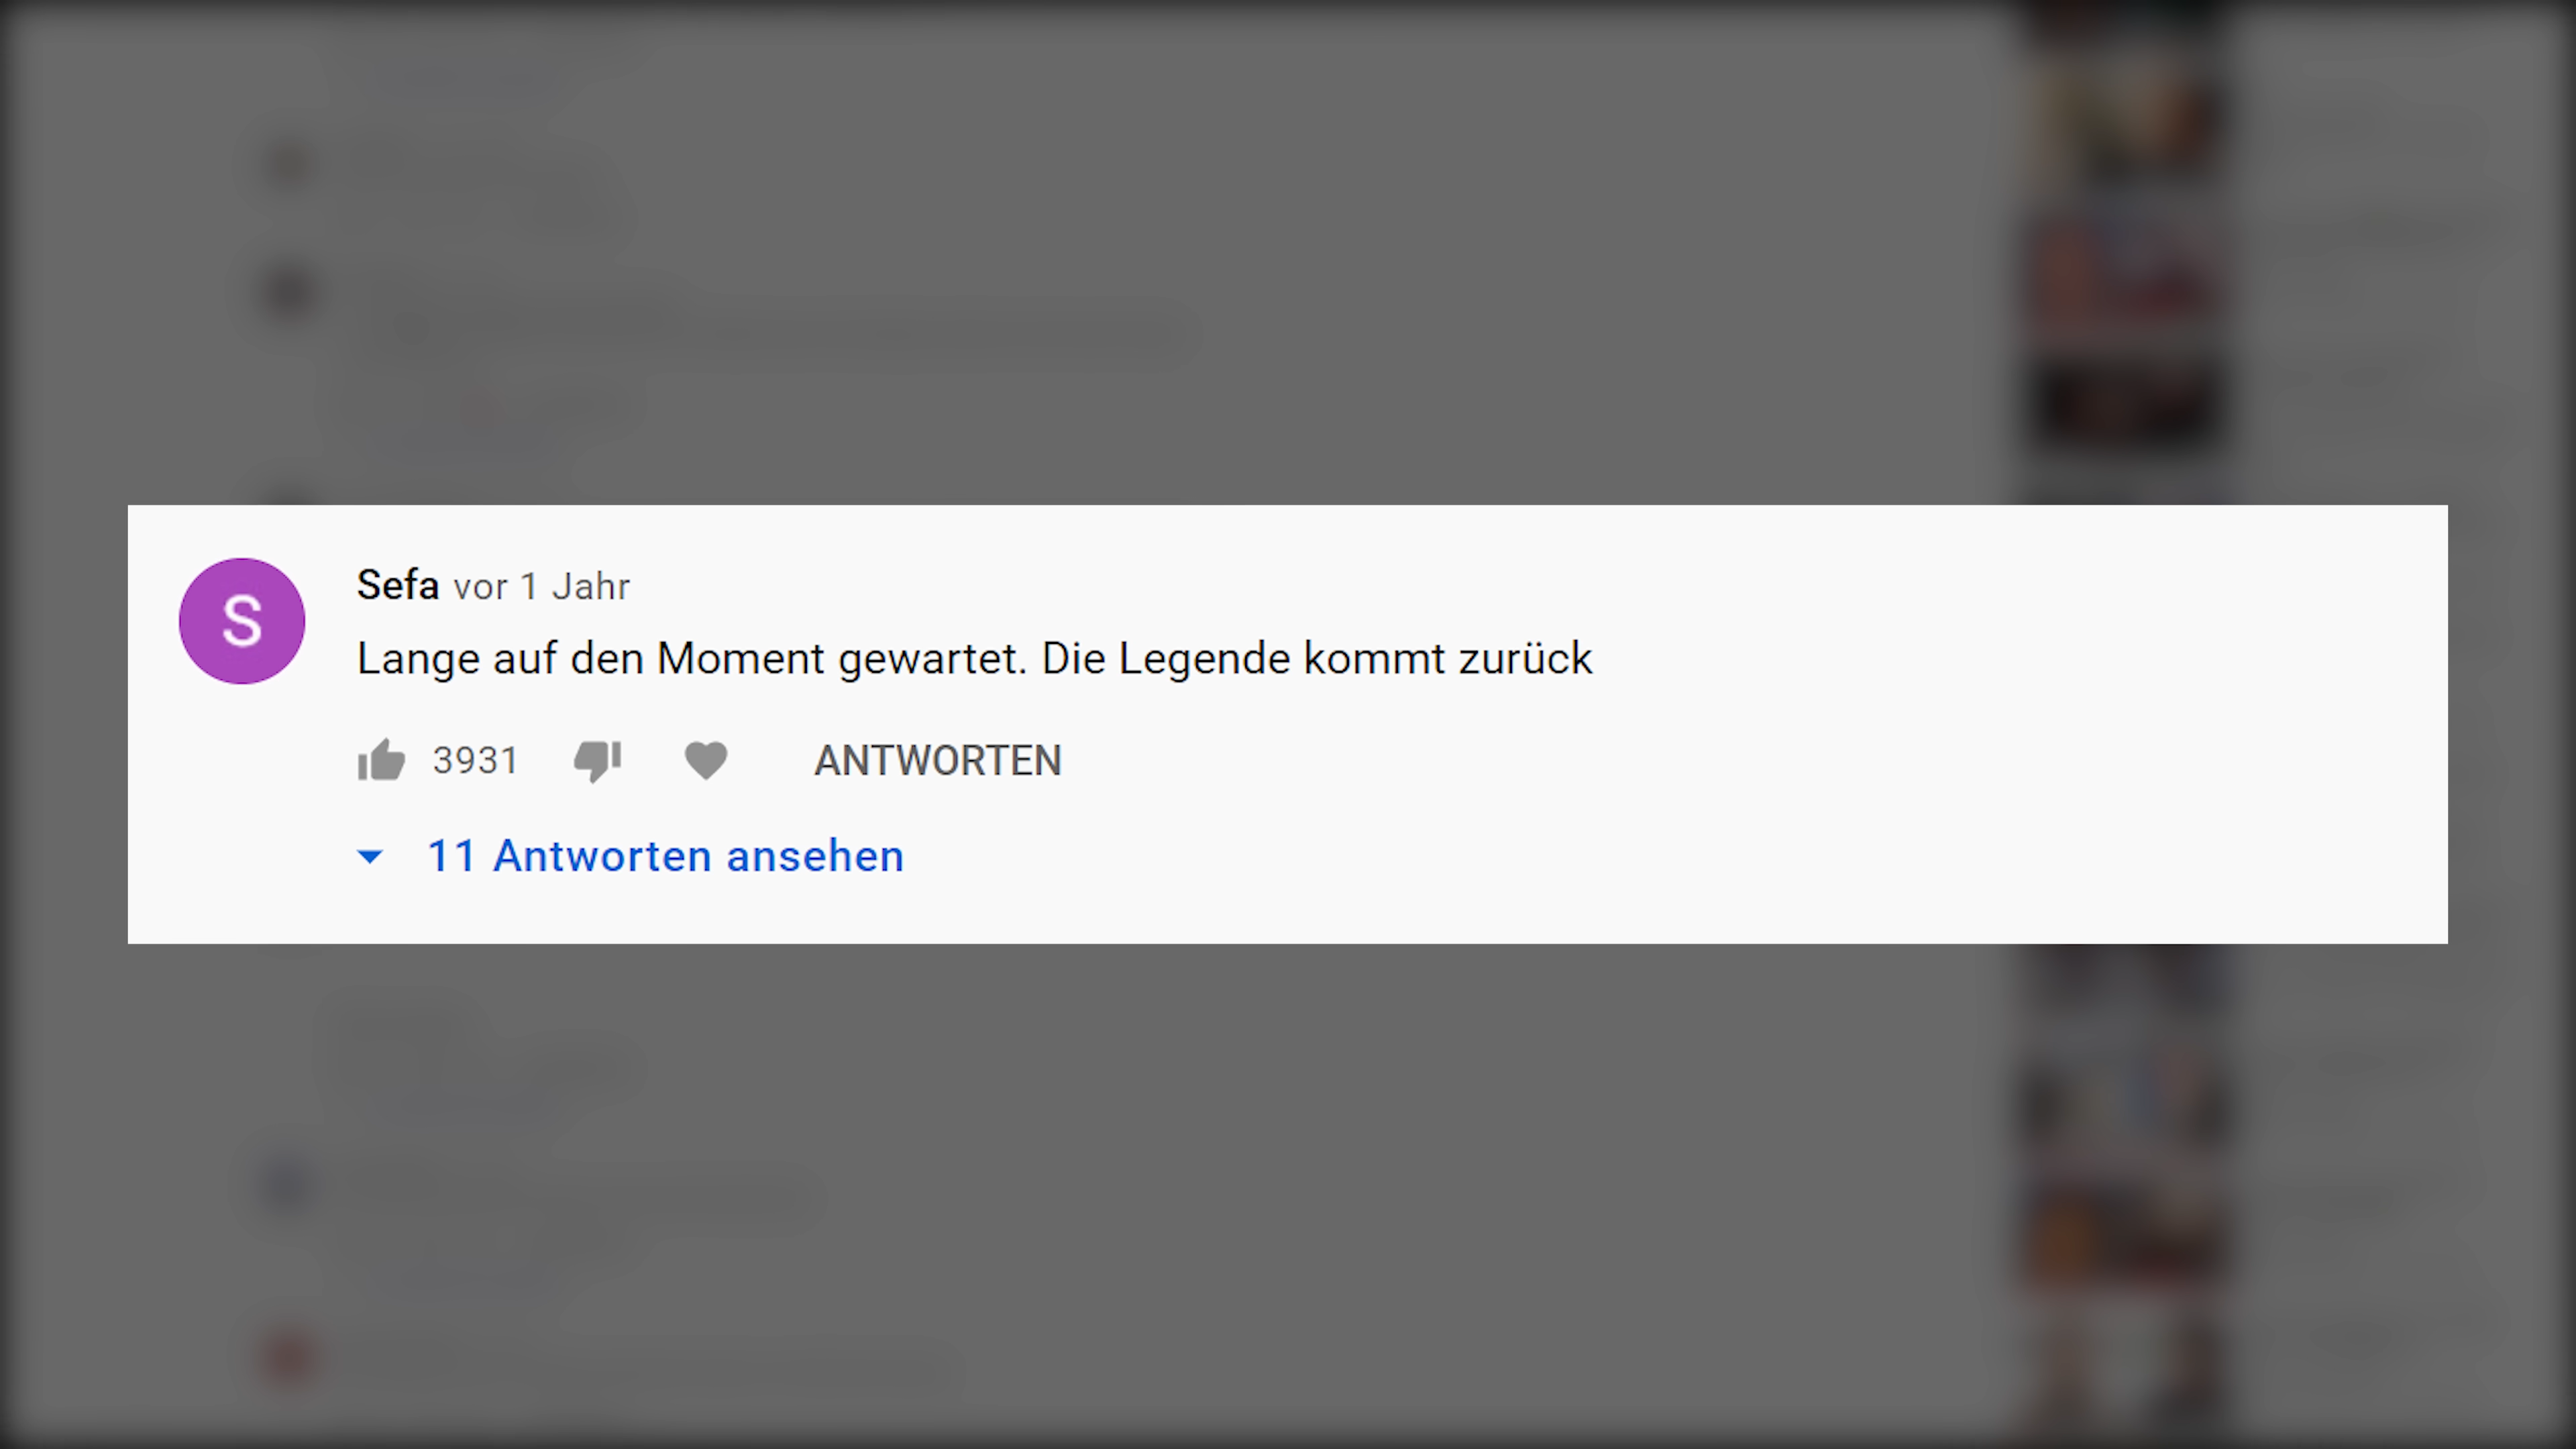 S
Sefa vor 1 Jahr
Lange auf den Moment gewartet. Die Legende kommt zurück
3931 ANTWORTEN
11 Antworten ansehen